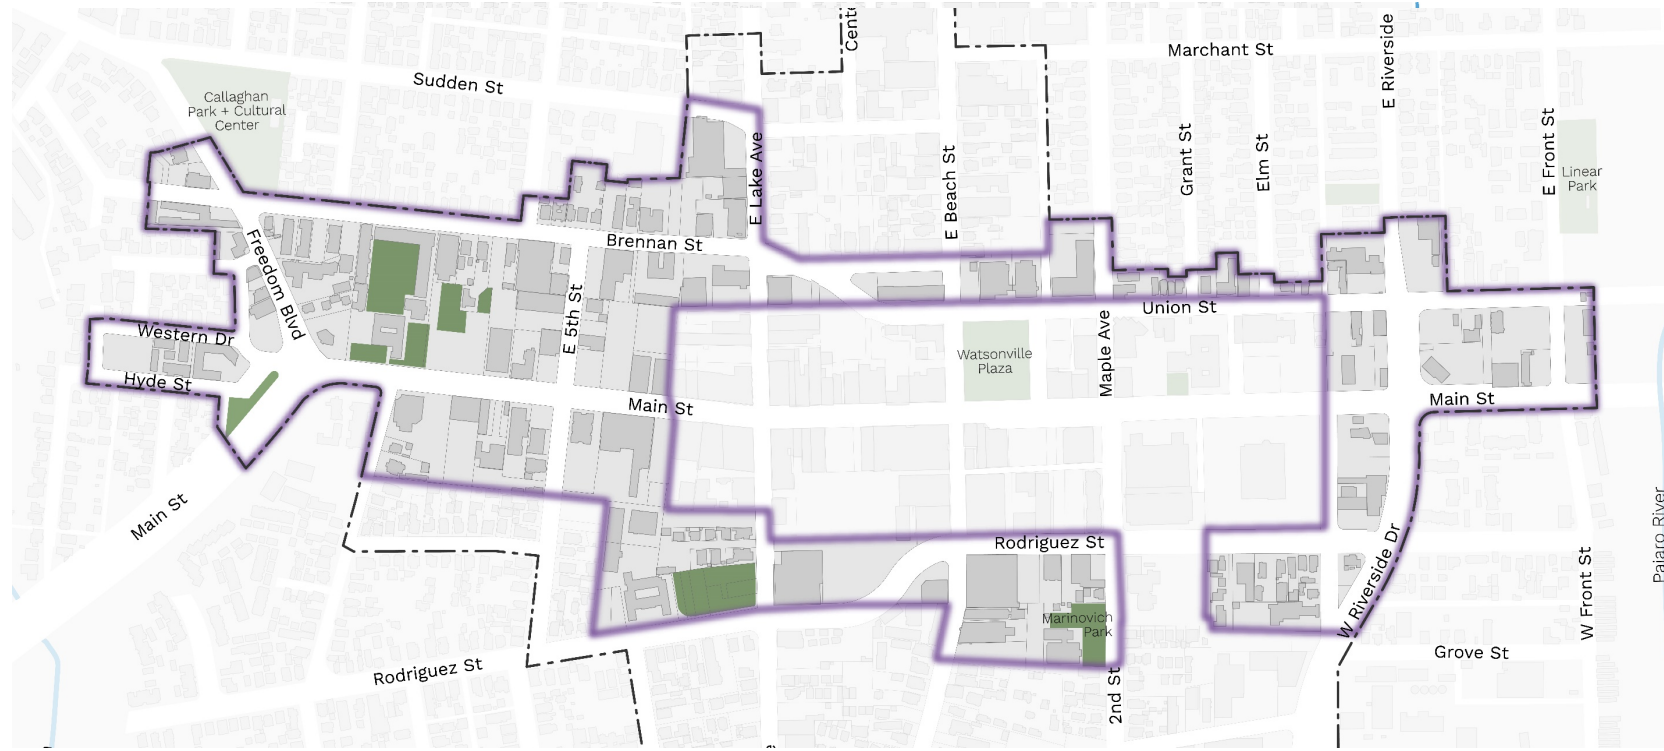 Marchant St
E Riverside
Sudden St
Callaghan
Park + Cultural
Center
E Lake Ave
E Beach St
Grant St
Elm St
E Front St
Linear
Park
Freedom Blvd
Brennan St
E 5th St
Union St
Western Dr
Hyde St
Watsonville
Plaza
Maple Ave
Main St
Main St
Main St
Rodriguez St
Marinovich
Park
W Riverside Dr
W Front St
Pajaro River
Rodriguez St
2nd St
Grove St